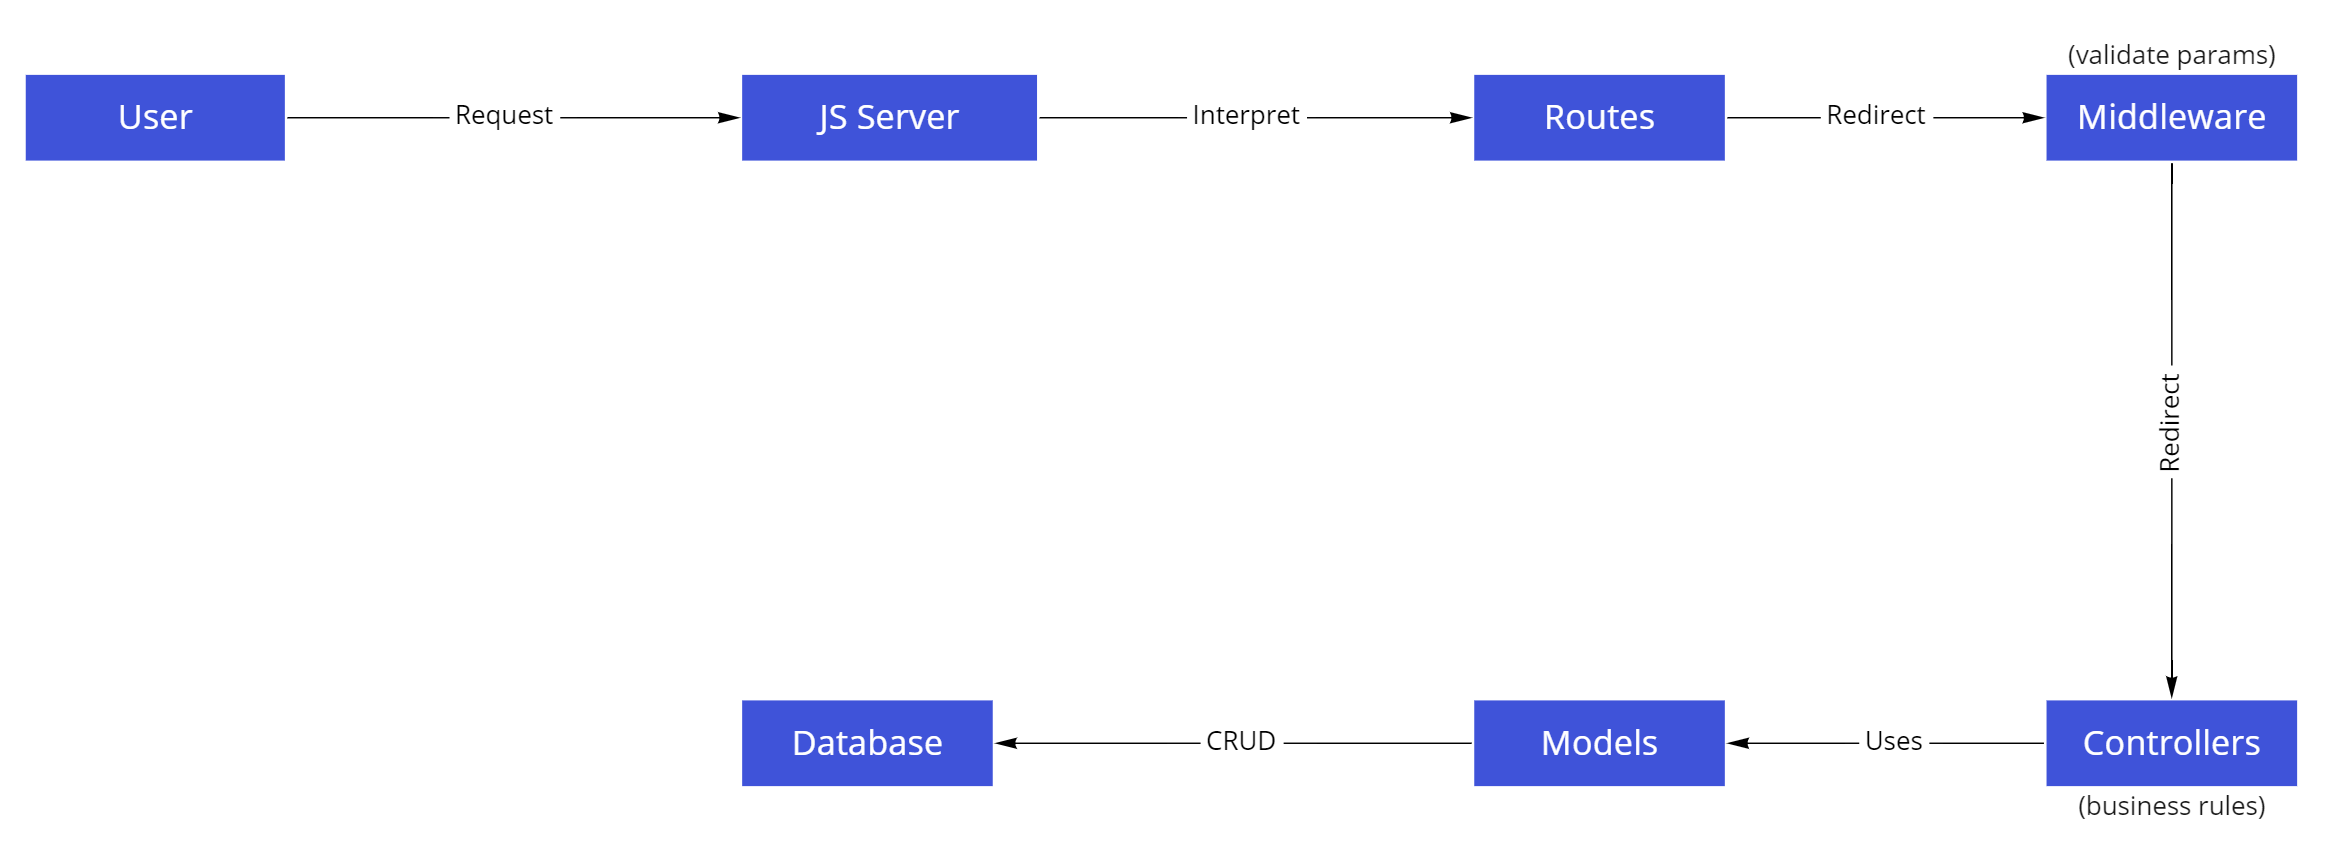 (validate params)
User
Request
JS Server
Interpret
Routes
Redirect
Middleware
Redirect
Database
CRUD
Models
Uses
Controllers
(business rules)